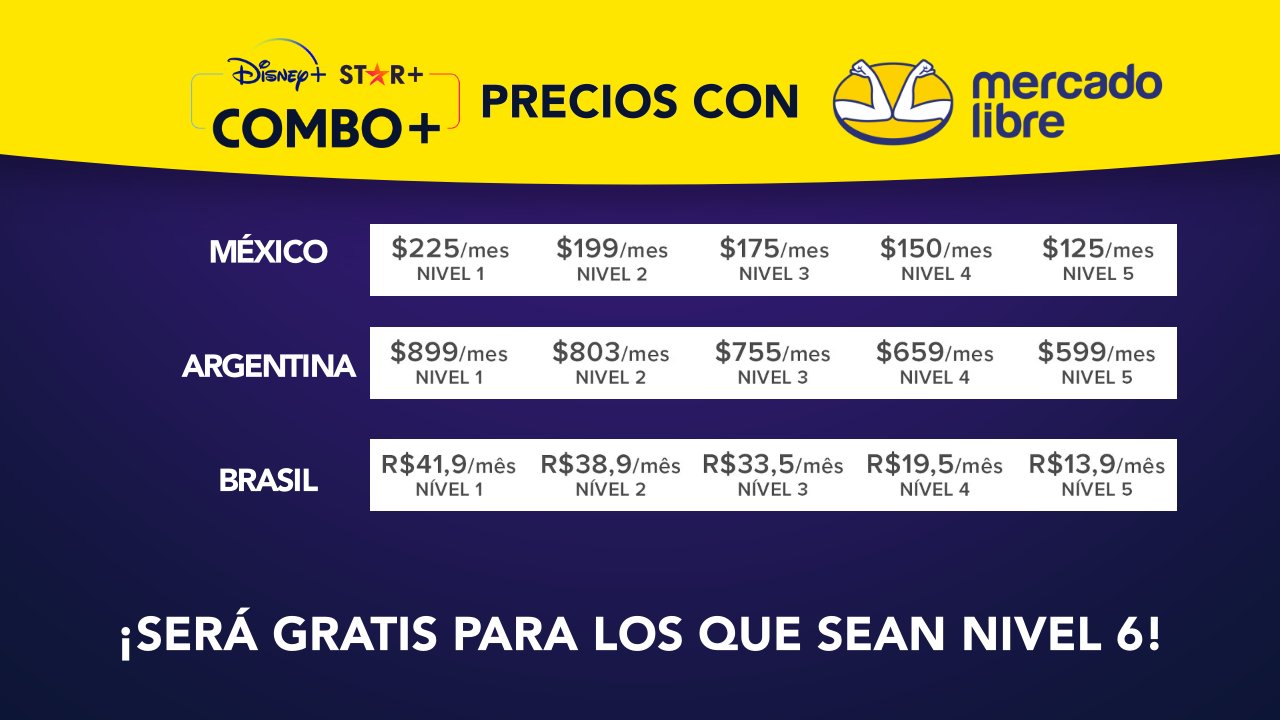 Disney+ STAR+
COMBO+
PRECIOS CON
mercado
libre
MÉXICO
$225/mes $199/mes $175/mes $150/mes $125/mes
NIVEL 1 NIVEL 2 NIVEL 3 NIVEL 4 NIVEL 5
ARGENTINA
$899/mes $803/mes $755/mes $659/mes $599/mes
NIVEL 1 NIVEL 2 NIVEL 3 NIVEL 4 NIVEL 5
BRASIL
R$41,9/mês R$38,9/mês R$33,5/mês R$19,5/mês R$13,9/mês
NÍVEL 1 NÍVEL 2 NÍVEL 3 NÍVEL 4 NÍVEL 5
¡SERÁ GRATIS PARA LOS QUE SEAN NIVEL 6!